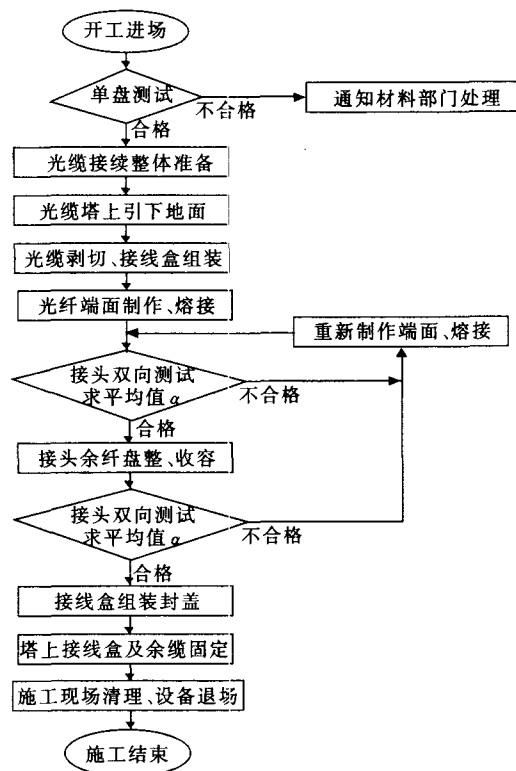 开工进场
单盘测试
不合格
通知材料部门处理
合格
光缆接续整体准备
光缆塔上引下地面
光缆剥切、接线盒组装
光纤端面制作、熔接
重新制作端面、熔接
接头双向测试
求平均值α
不合格
合格
接头余纤盘整、收容
接头双向测试
求平均值α
不合格
合格
接线盒组装封盖
塔上接线盒及余缆固定
施工现场清理、设备退场
施工结束